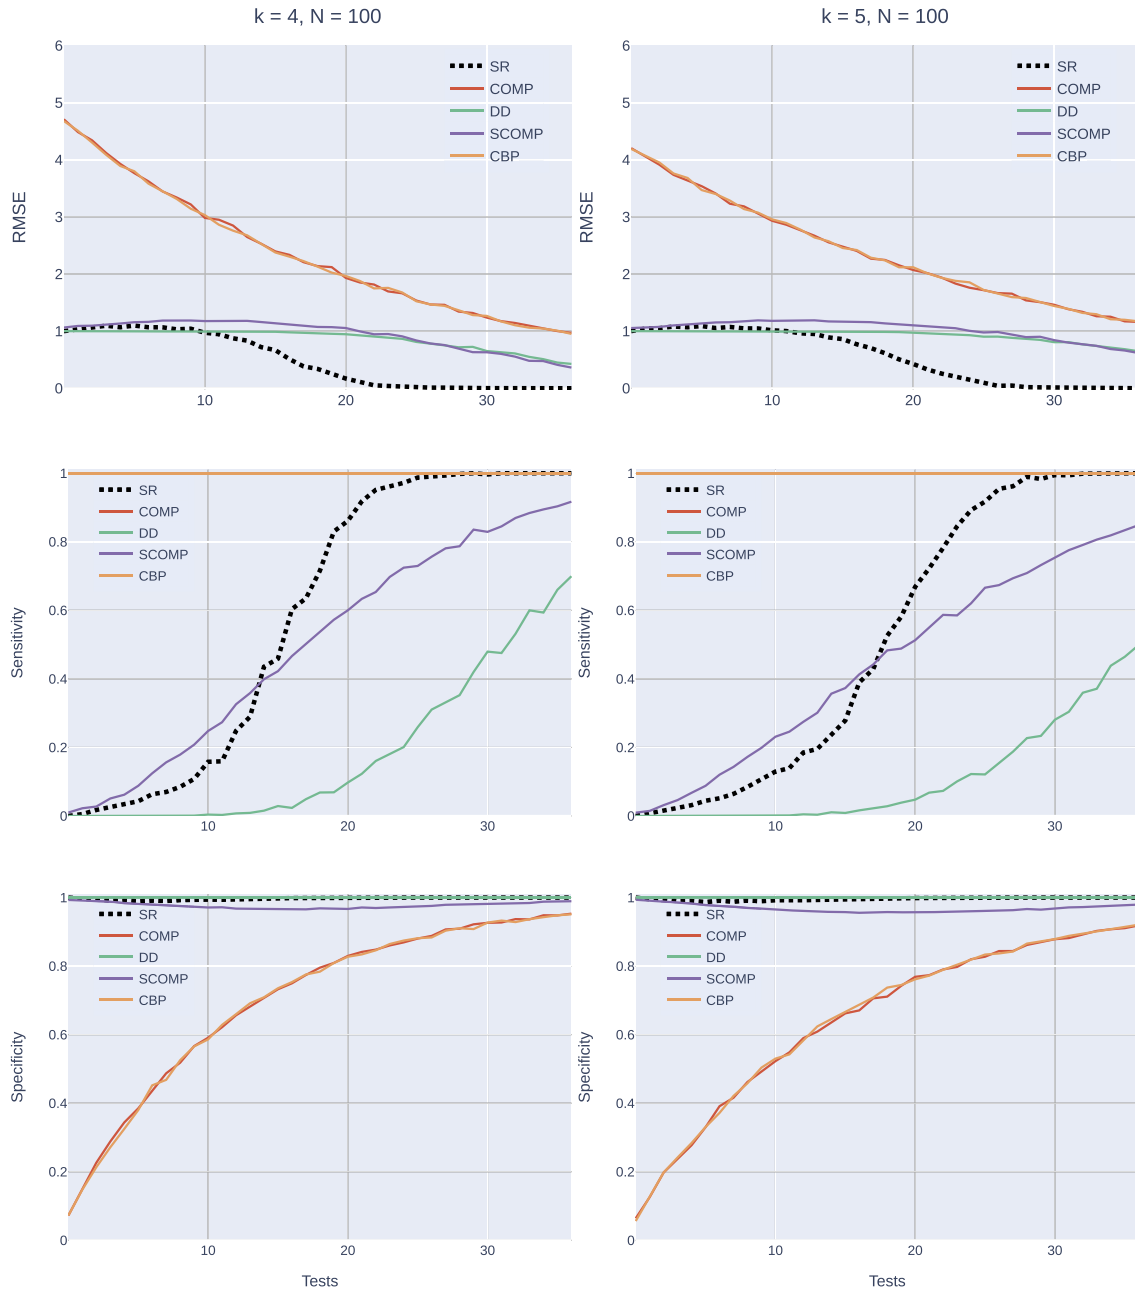 k = 4, N = 100
k = 5, N = 100
6
5
4
3
2
1
0
RMSE
10
20
30
SR
COMP
DD
SCOMP
CBP
6
5
4
3
2
1
0
RMSE
10
20
30
SR
COMP
DD
SCOMP
CBP
1
0.8
0.6
0.4
0.2
0
Sensitivity
10
20
30
SR
COMP
DD
SCOMP
CBP
1
0.8
0.6
0.4
0.2
0
Sensitivity
10
20
30
SR
COMP
DD
SCOMP
CBP
1
0.8
0.6
0.4
0.2
0
Specificity
10
20
30
SR
COMP
DD
SCOMP
CBP
Tests
1
0.8
0.6
0.4
0.2
0
Specificity
10
20
30
SR
COMP
DD
SCOMP
CBP
Tests